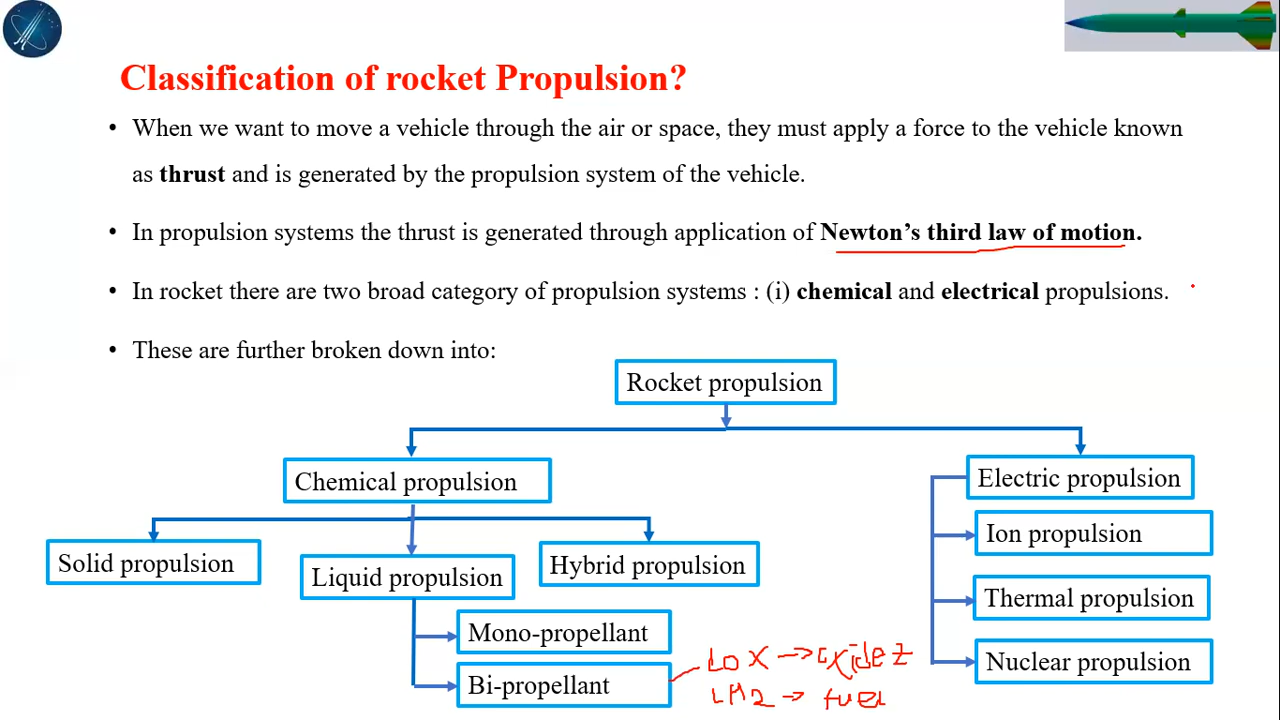 Classification of rocket Propulsion?
• When we want to move a vehicle through the air or space, they must apply a force to the vehicle known
as thrust and is generated by the propulsion system of the vehicle.
• In propulsion systems the thrust is generated through application of Newton's third law of motion.
• In rocket there are two broad category of propulsion systems : (i) chemical and electrical propulsions.
• These are further broken down into:
Rocket propulsion
Chemical propulsion
Electric propulsion
Solid propulsion
Liquid propulsion
Hybrid propulsion
Ion propulsion
Thermal propulsion
Nuclear propulsion
Mono-propellant
Bi-propellant
LOX →
LH2 → fuel